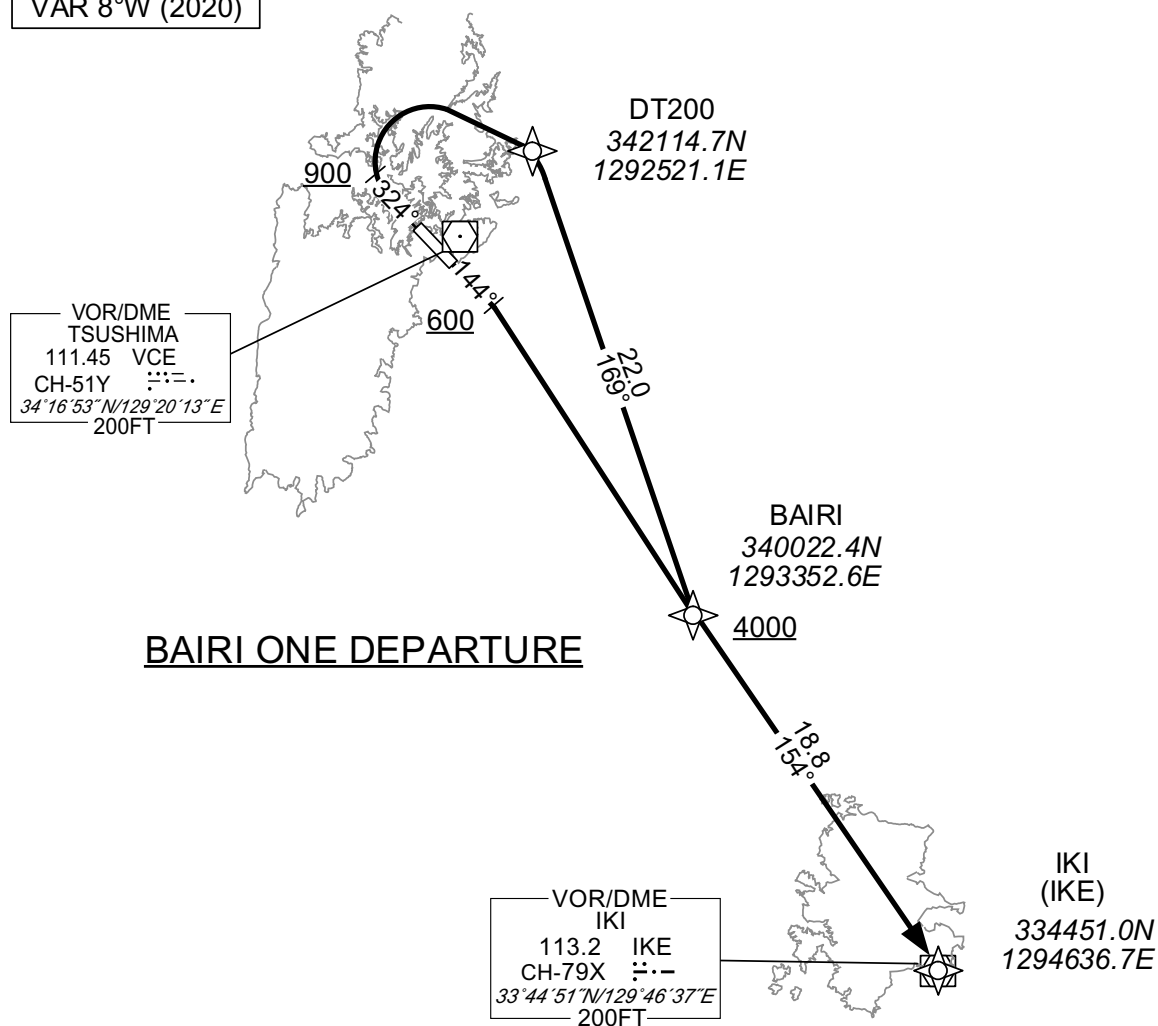 VAR 8°W (2020)
DT200
342114.7N
1292521.1E
900
324°
144°
600
VOR/DME
TSUSHIMA
111.45 VCE
CH-51Y
34°16′53″N/129°20′13″E
200FT
22.0
169°
BAIRI
340022.4N
1293352.6E
4000
BAIRI ONE DEPARTURE
18.8
154°
IKI
(IKE)
334451.0N
1294636.7E
VOR/DME
IKI
113.2 IKE
CH-79X
33°44′51″N/129°46′37″E
200FT